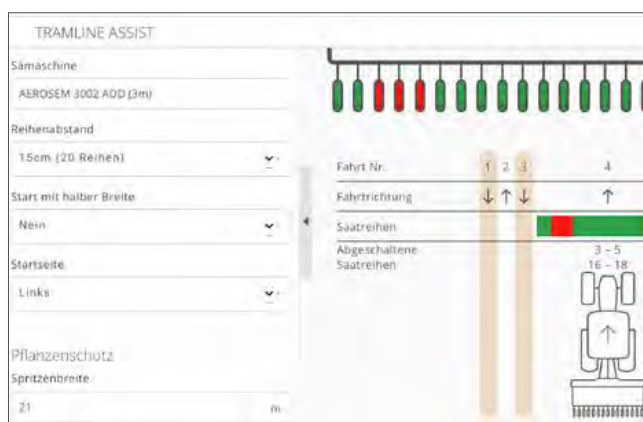 TRAMLINE ASSIST
Sämaschine
AEROSEM 3002 ADD (3m)
Reihenabstand
15cm (20 Reihen)
Start mit halber Breite
Nein
Startseite
Links
Pflanzenschutz
Spritzenbreite
21 m
Fahrt Nr. 1 2 3 4
Fahrtrichtung
Saatreihen
Abgeschaltene 3 – 5
Saatreihen 16 – 18